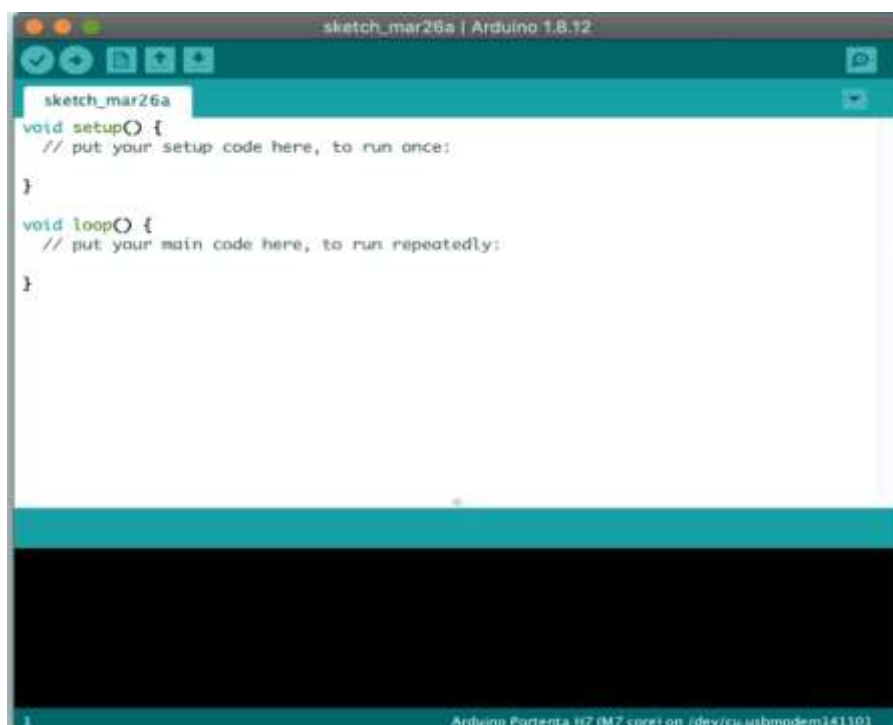 sketch_mar26a | Arduino 1.8.12
sketch_mar26a
void setup() {
// put your setup code here, to run once:
}
void loop() {
// put your main code here, to run repeatedly:
}
1
Arduino Portenta H7 (M7 core) on /dev/cu.usbmodem141101